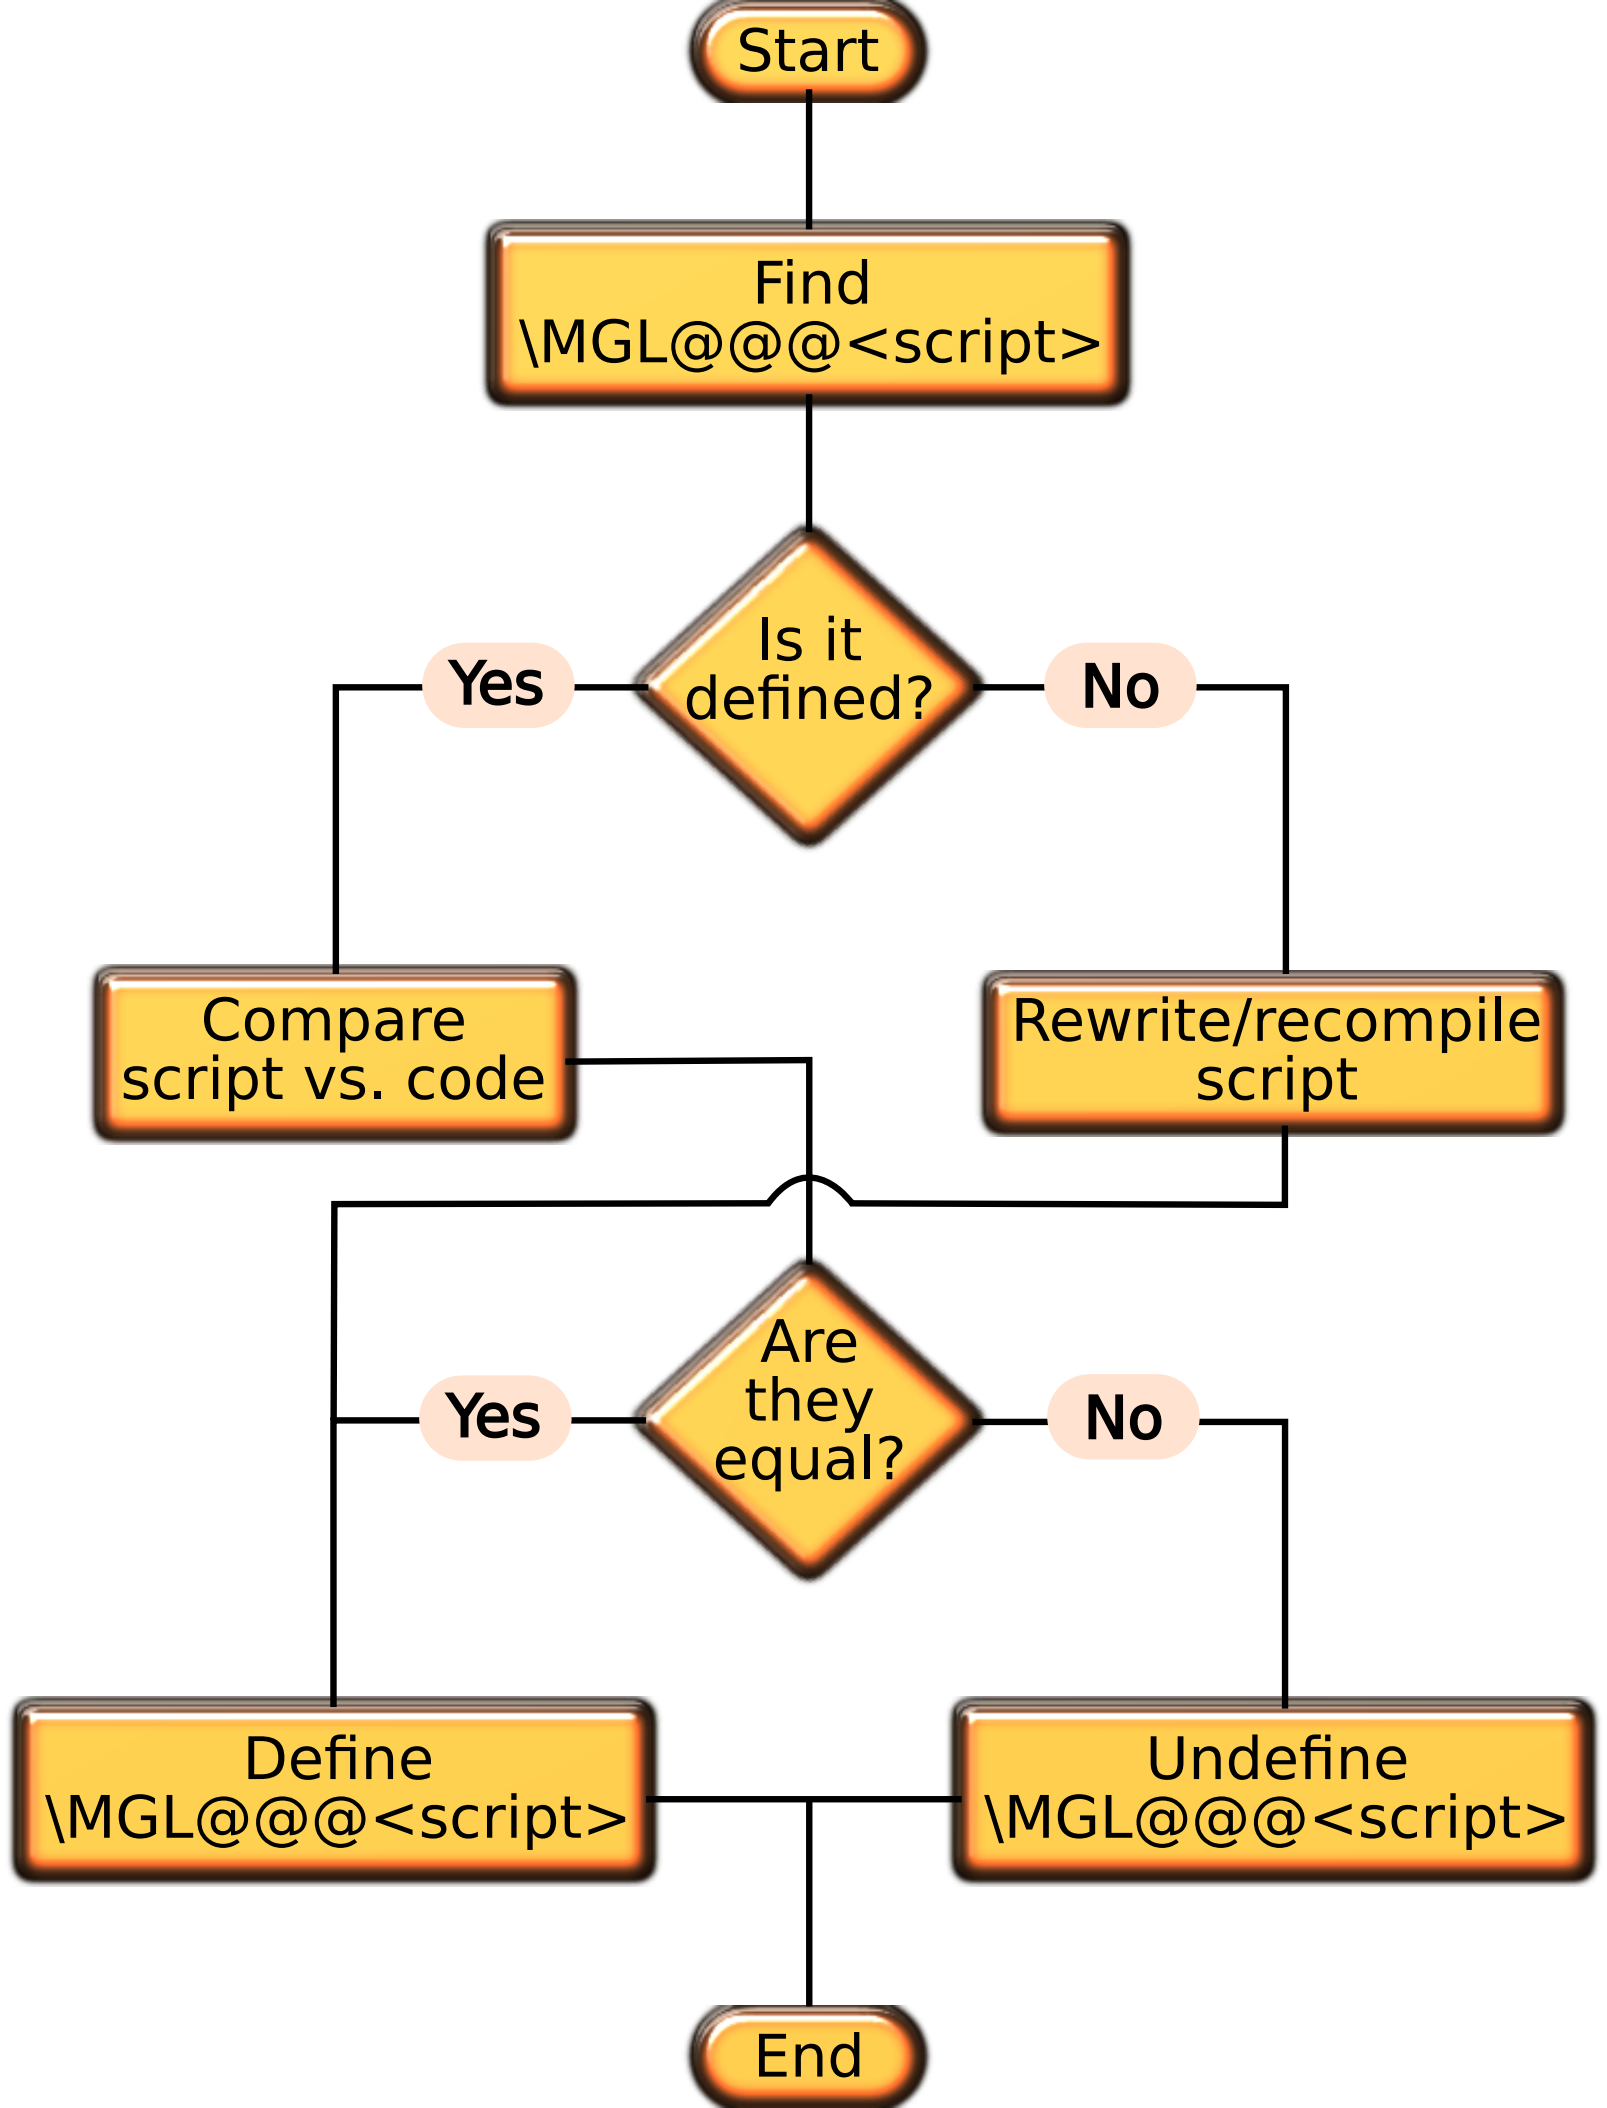 Start
Find
\MGL@@@<script>
Is it
defined?
Yes
No
Compare
script vs. code
Rewrite/recompile
script
Are
they
equal?
Yes
No
Define
\MGL@@@<script>
Undefine
\MGL@@@<script>
End